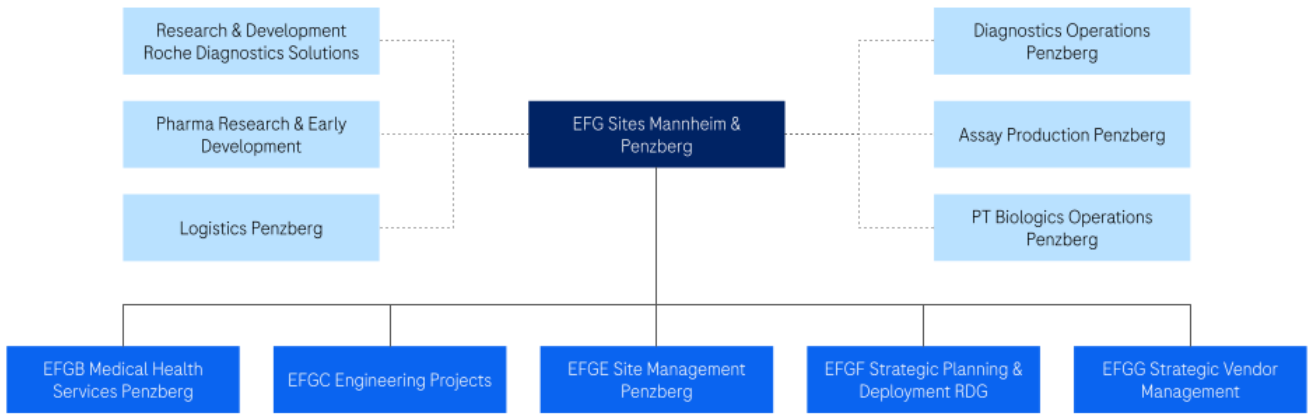 Research & Development
Roche Diagnostics Solutions
Pharma Research & Early
Development
Logistics Penzberg
EFG Sites Mannheim &
Penzberg
Diagnostics Operations
Penzberg
Assay Production Penzberg
PT Biologics Operations
Penzberg
EFGB Medical Health
Services Penzberg
EFGC Engineering Projects
EFGE Site Management
Penzberg
EFGF Strategic Planning &
Deployment RDG
EFGG Strategic Vendor
Management